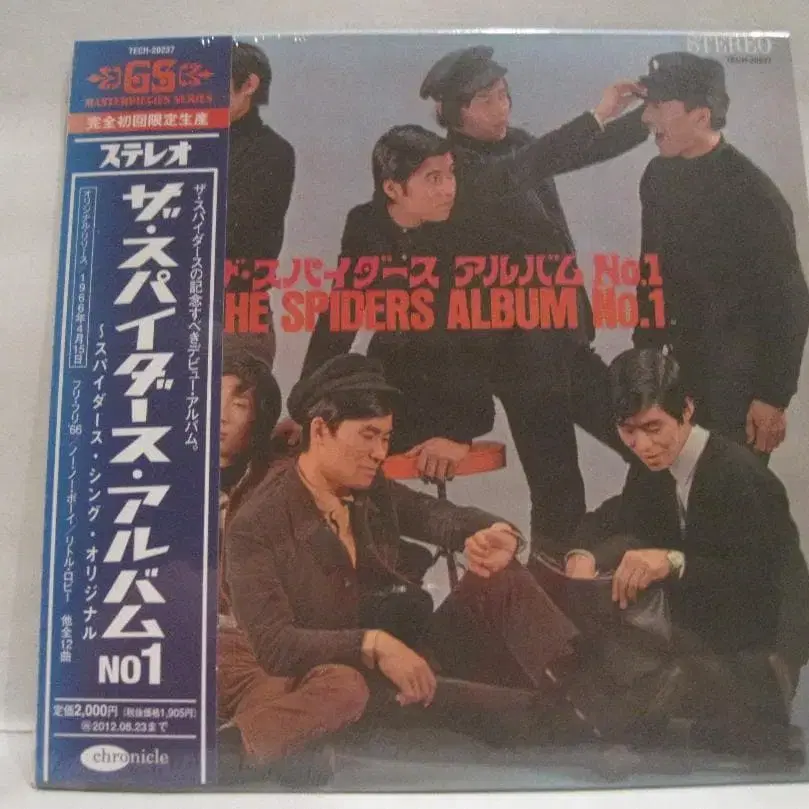 TECH-20237
GS
MASTERPIECES SERIES
完全初回限定生産
ステレオ
ザ・スパイダースの記念すべきデビュー・アルバム。
ザ・スパイダース・アルバム NO1
〜スパイダース・シング・オリジナル
オリジナル・リリース：1966年4月15日
フリフリ'66／ノー・ノー・ボーイ／リトル・ロビー 他全12曲
定価2,000円 (税抜価格1,905円)
2012.08.23まで
chronicle
STEREO
TECH-20237
ド・スパイダース アルバム No.1
HE SPIDERS ALBUM No.1